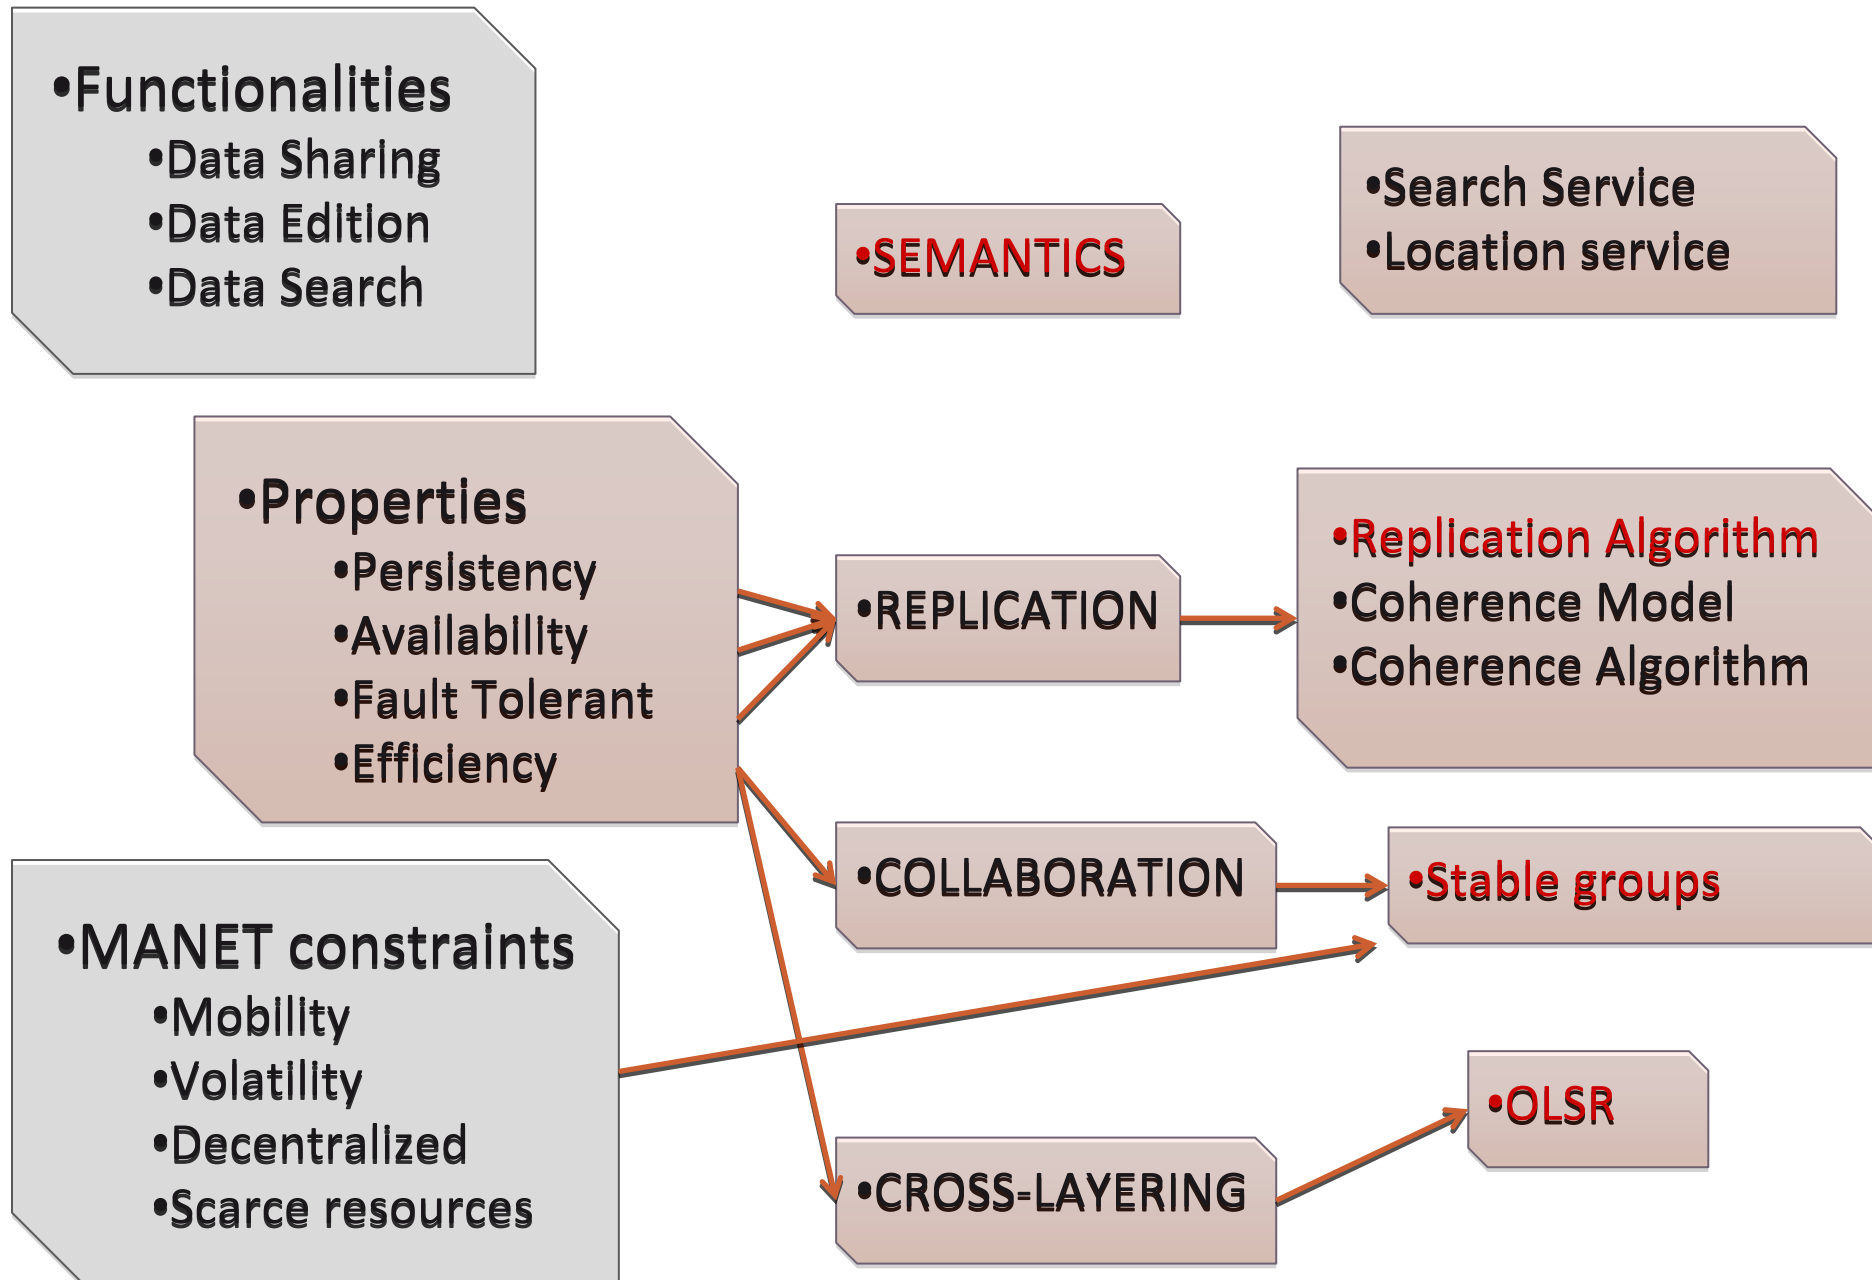 •Functionalities
•Data Sharing
•Data Edition
•Data Search
•SEMANTICS
•Search Service
•Location service
•Properties
•Persistency
•Availability
•Fault Tolerant
•Efficiency
•REPLICATION
•Replication Algorithm
•Coherence Model
•Coherence Algorithm
•COLLABORATION
•Stable groups
•MANET constraints
•Mobility
•Volatility
•Decentralized
•Scarce resources
•CROSS-LAYERING
•OLSR